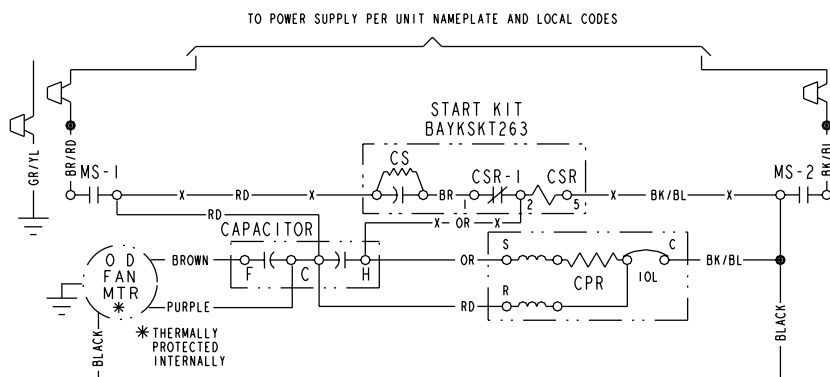 TO POWER SUPPLY PER UNIT NAMEPLATE AND LOCAL CODES
START KIT
BAYKSKT263
GR/YL
BR/RD
BK/BL
MS-1
CS
CSR-1
CSR
MS-2
X RD X
BR
1
2
5
X BK/BL X
RD
X OR X
CAPACITOR
O D
FAN
MTR
*
BROWN
F
C
H
OR
S
CPR
IOL
C
BK/BL
PURPLE
RD
R
BLACK
* THERMALLY
PROTECTED
INTERNALLY
BLACK